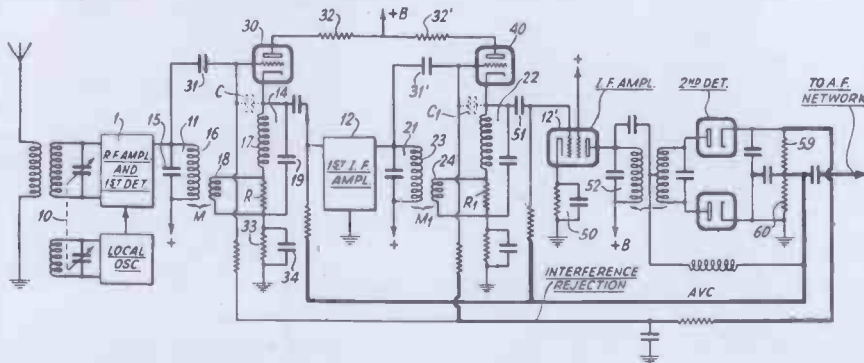 32
32'
+B
30
40
31
31'
C
C1
14
22
I.F. AMPL.
2ND DET.
TO A.F. NETWORK
1
15
11
16
17
18
19
12
21
23
24
51
12'
R.F. AMPL. AND 1ST DET.
1ST I.F. AMPL.
52
59
10
M
R
M1
R1
50
+B
60
+
+
+
LOCAL OSC.
33
34
INTERFERENCE REJECTION
AVC